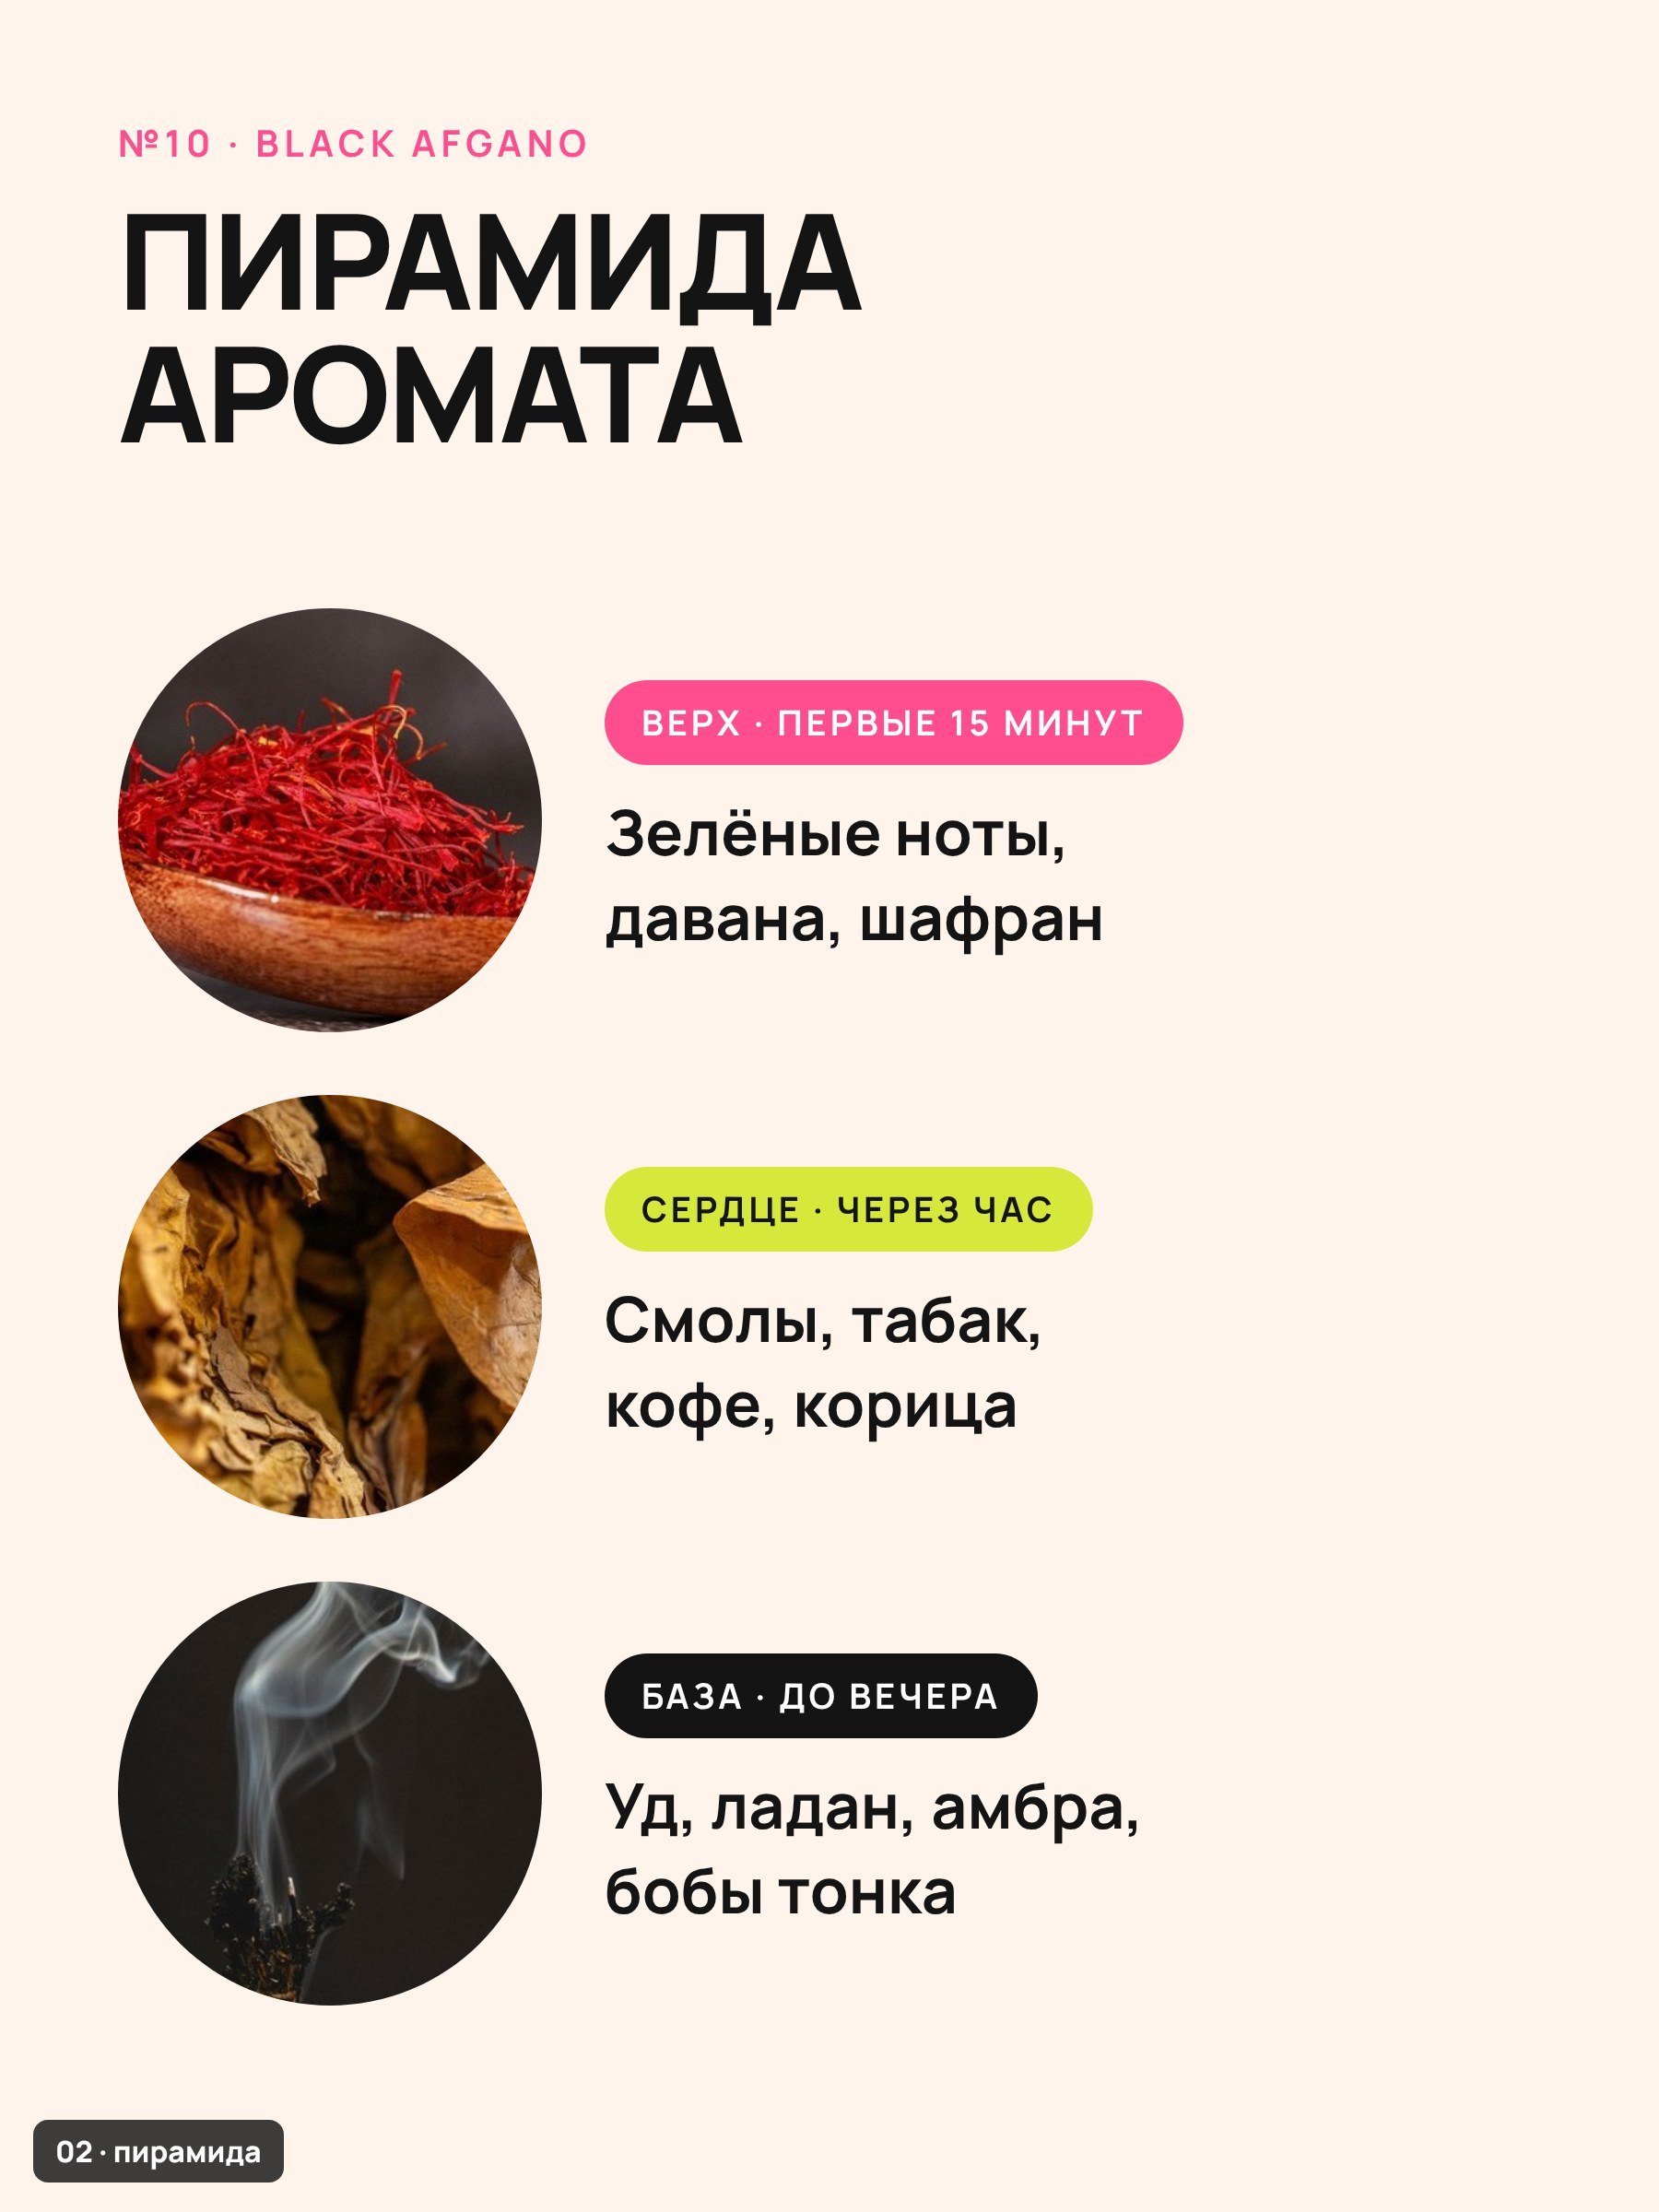 №10 · BLACK AFGANO
ПИРАМИДА
АРОМАТА
ВЕРХ · ПЕРВЫЕ 15 МИНУТ
Зелёные ноты,
давана, шафран
СЕРДЦЕ · ЧЕРЕЗ ЧАС
Смолы, табак,
кофе, корица
БАЗА · ДО ВЕЧЕРА
Уд, ладан, амбра,
бобы тонка
02 · пирамида